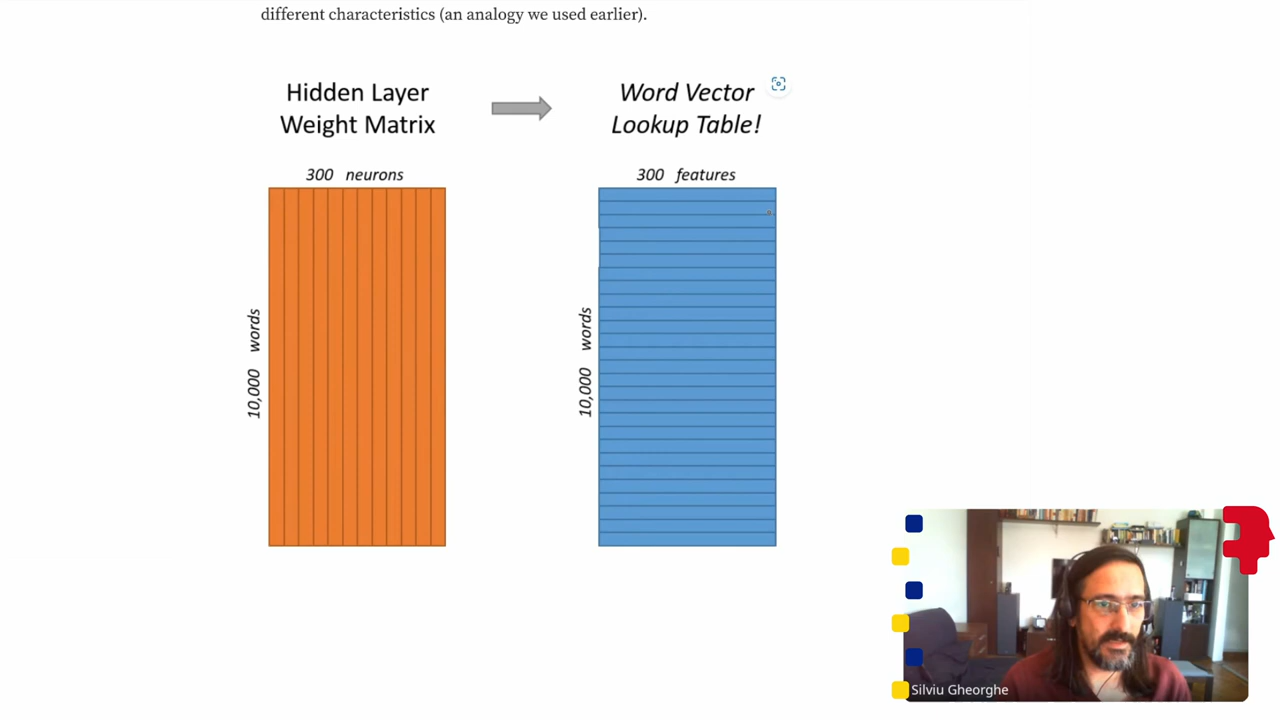 different characteristics (an analogy we used earlier).
Hidden Layer
Weight Matrix
Word Vector
Lookup Table!
300 neurons
300 features
10,000 words
10,000 words
Silviu Gheorghe